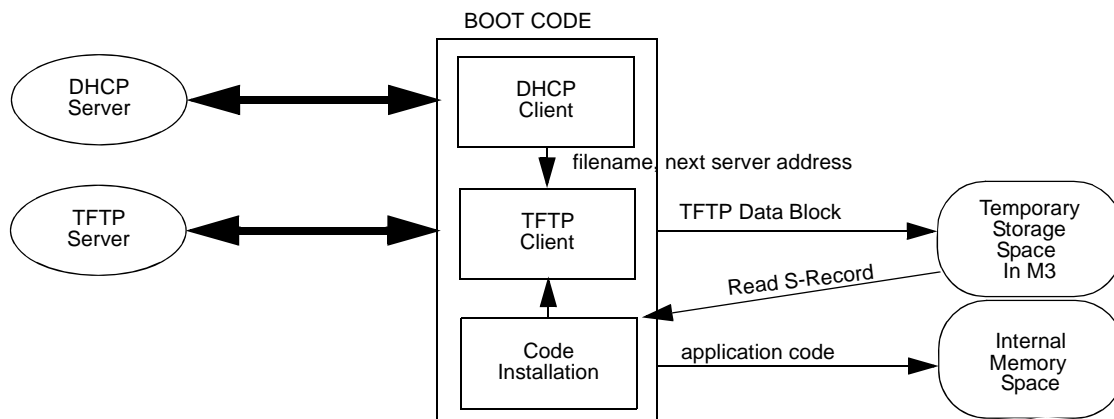 BOOT CODE
DHCP
Server
DHCP
Client
filename, next server address
TFTP
Server
TFTP
Client
TFTP Data Block
Temporary
Storage
Space
In M3
Read S-Record
Code
Installation
application code
Internal
Memory
Space